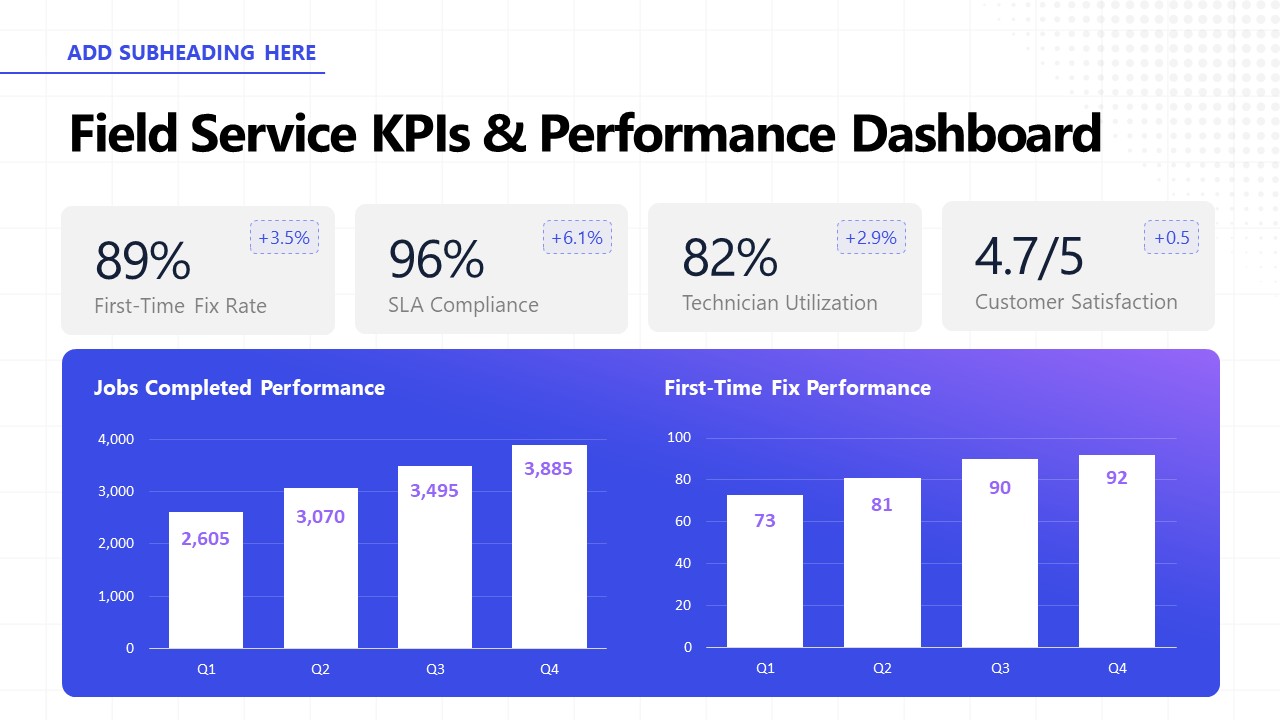 ADD SUBHEADING HERE
Field Service KPIs & Performance Dashboard
89%
+3.5%
First-Time Fix Rate
96%
+6.1%
SLA Compliance
82%
+2.9%
Technician Utilization
4.7/5
+0.5
Customer Satisfaction
Jobs Completed Performance
4,000
3,000
2,000
1,000
0
2,605
3,070
3,495
3,885
Q1 Q2 Q3 Q4
First-Time Fix Performance
100
80
60
40
20
0
73
81
90
92
Q1 Q2 Q3 Q4